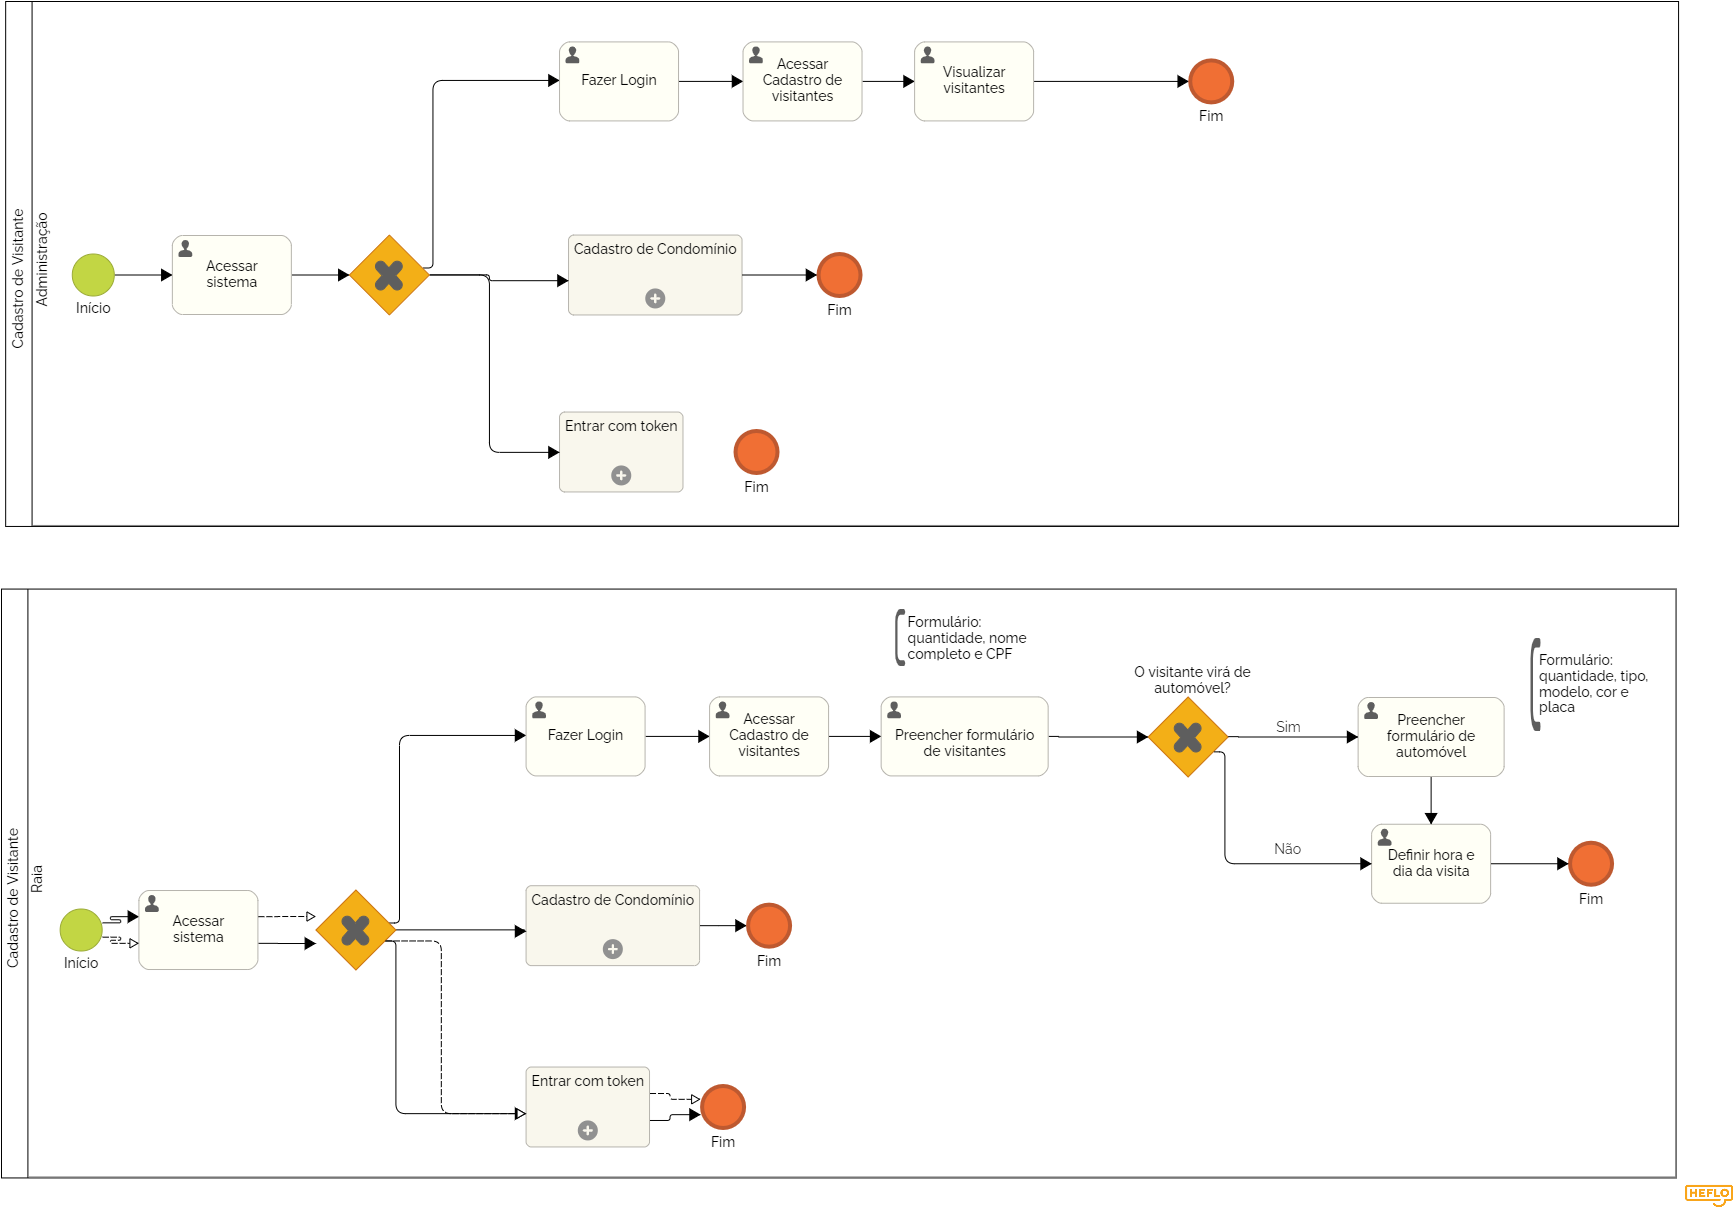 Cadastro de Visitante
Administração
Início
Acessar
sistema
Fazer Login
Acessar
Cadastro de
visitantes
Visualizar
visitantes
Fim
Cadastro de Condomínio
Fim
Entrar com token
Fim
Cadastro de Visitante
Raia
Início
Acessar
sistema
Fazer Login
Acessar
Cadastro de
visitantes
Formulário:
quantidade, nome
completo e CPF
Preencher formulário
de visitantes
O visitante virá de
automóvel?
Sim
Não
Preencher
formulário de
automóvel
Formulário:
quantidade, tipo,
modelo, cor e
placa
Definir hora e
dia da visita
Fim
Cadastro de Condomínio
Fim
Entrar com token
Fim
HEFLO